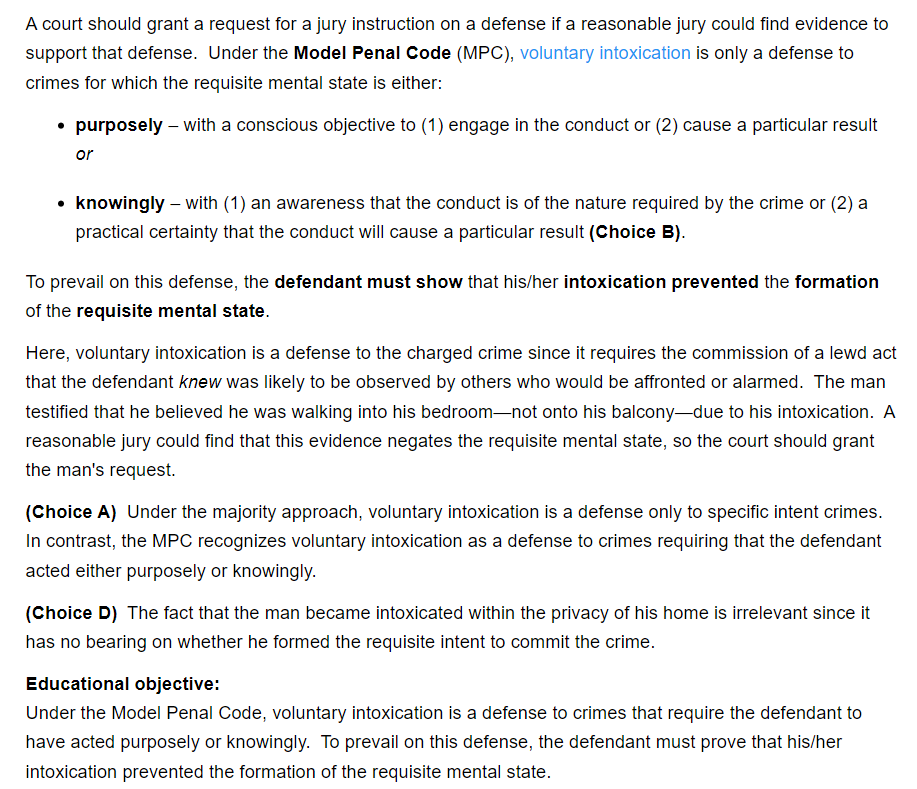 A court should grant a request for a jury instruction on a defense if a reasonable jury could find evidence to
support that defense.  Under the Model Penal Code (MPC), voluntary intoxication is only a defense to
crimes for which the requisite mental state is either:
• purposely – with a conscious objective to (1) engage in the conduct or (2) cause a particular result
or
• knowingly – with (1) an awareness that the conduct is of the nature required by the crime or (2) a
practical certainty that the conduct will cause a particular result (Choice B).
To prevail on this defense, the defendant must show that his/her intoxication prevented the formation
of the requisite mental state.
Here, voluntary intoxication is a defense to the charged crime since it requires the commission of a lewd act
that the defendant knew was likely to be observed by others who would be affronted or alarmed.  The man
testified that he believed he was walking into his bedroom—not onto his balcony—due to his intoxication.  A
reasonable jury could find that this evidence negates the requisite mental state, so the court should grant
the man's request.
(Choice A)  Under the majority approach, voluntary intoxication is a defense only to specific intent crimes.
In contrast, the MPC recognizes voluntary intoxication as a defense to crimes requiring that the defendant
acted either purposely or knowingly.
(Choice D)  The fact that the man became intoxicated within the privacy of his home is irrelevant since it
has no bearing on whether he formed the requisite intent to commit the crime.
Educational objective:
Under the Model Penal Code, voluntary intoxication is a defense to crimes that require the defendant to
have acted purposely or knowingly.  To prevail on this defense, the defendant must prove that his/her
intoxication prevented the formation of the requisite mental state.